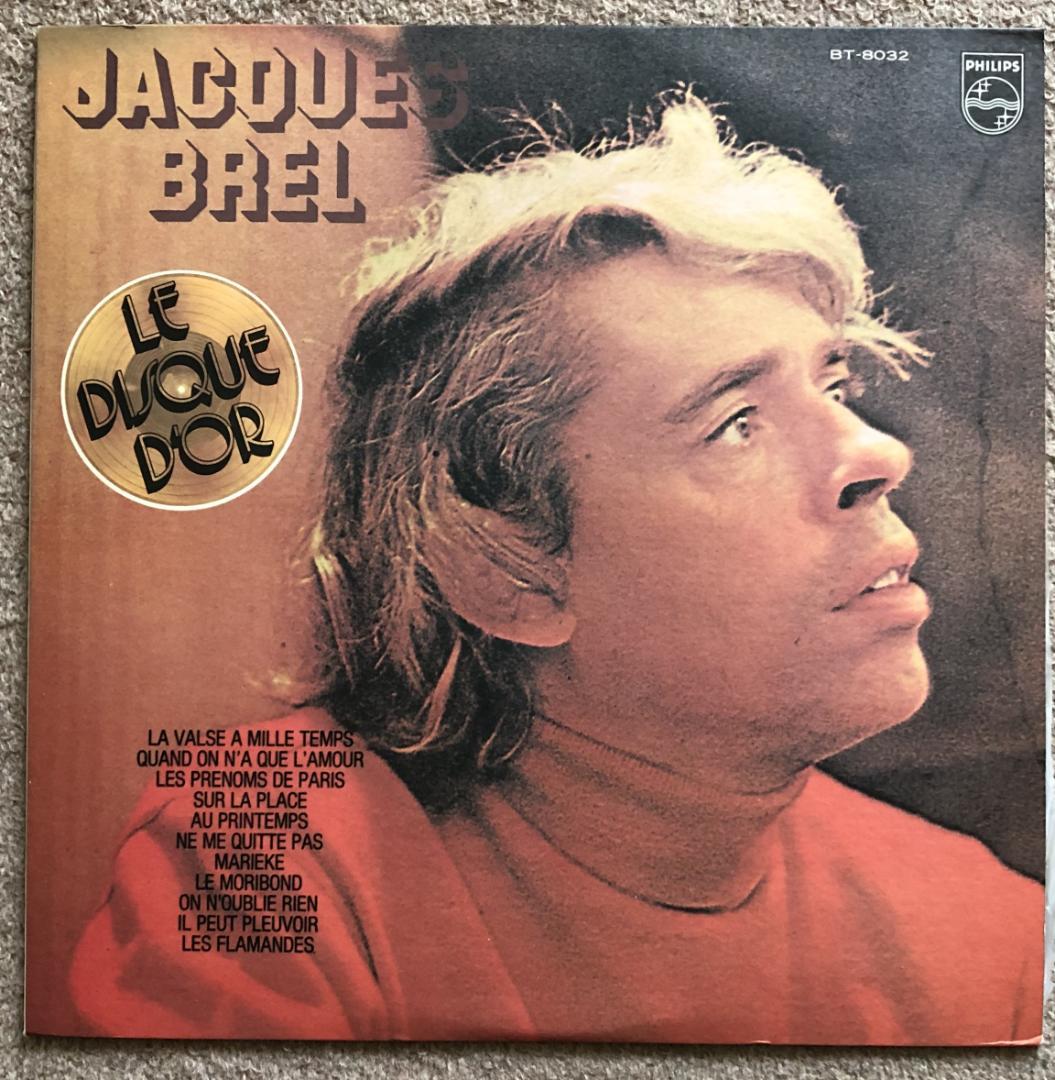 JACQUES
BREL
BT-8032
PHILIPS
LE
DISQUE
D'OR
LA VALSE A MILLE TEMPS
QUAND ON N'A QUE L'AMOUR
LES PRENOMS DE PARIS
SUR LA PLACE
AU PRINTEMPS
NE ME QUITTE PAS
MARIEKE
LE MORIBOND
ON N'OUBLIE RIEN
IL PEUT PLEUVOIR
LES FLAMANDES